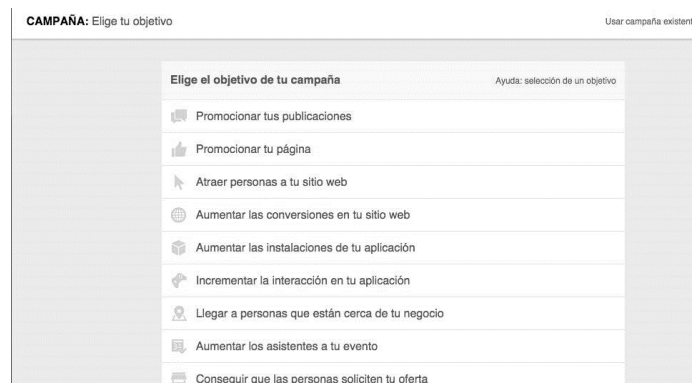 CAMPAÑA: Elige tu objetivo
Usar campaña existent
Elige el objetivo de tu campaña
Ayuda: selección de un objetivo
Promocionar tus publicaciones
Promocionar tu página
Atraer personas a tu sitio web
Aumentar las conversiones en tu sitio web
Aumentar las instalaciones de tu aplicación
Incrementar la interacción en tu aplicación
Llegar a personas que están cerca de tu negocio
Aumentar los asistentes a tu evento
Conseguir que las personas soliciten tu oferta